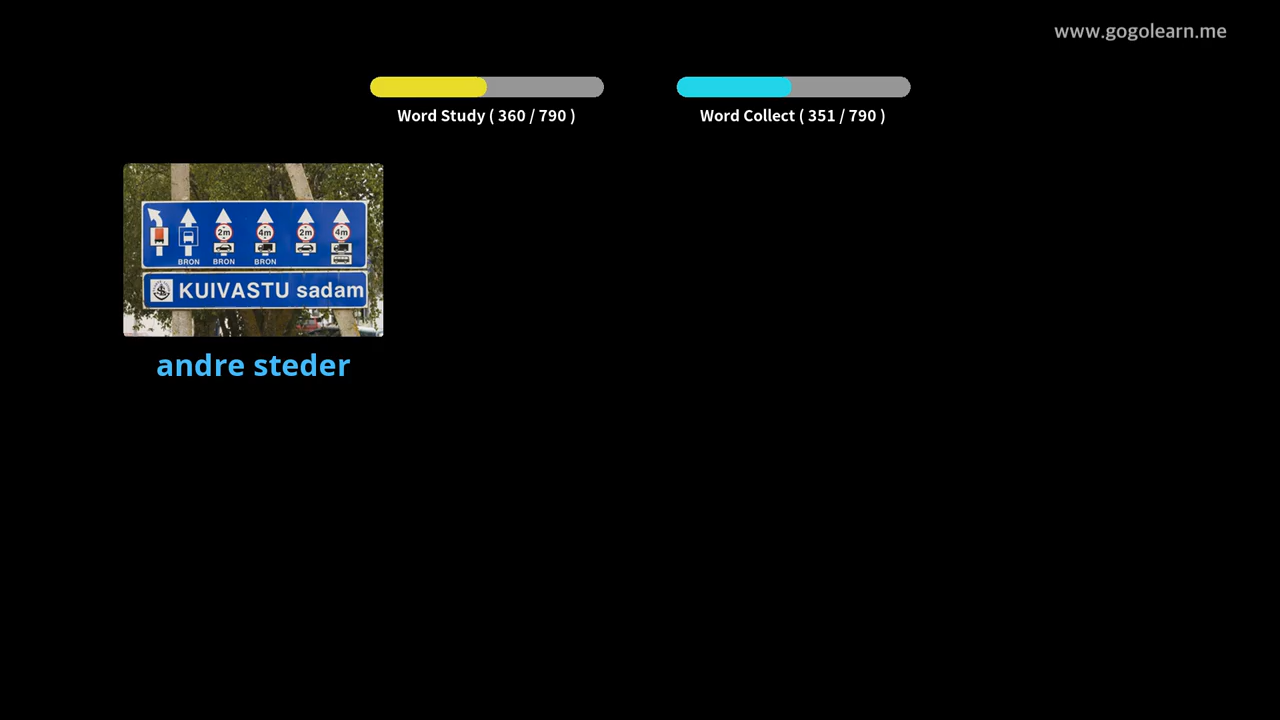 www.gogolearn.me
Word Study ( 360 / 790 )
Word Collect ( 351 / 790 )
2m 4m 2m 4m
BRON BRON BRON
KUIVASTU sadam
andre steder